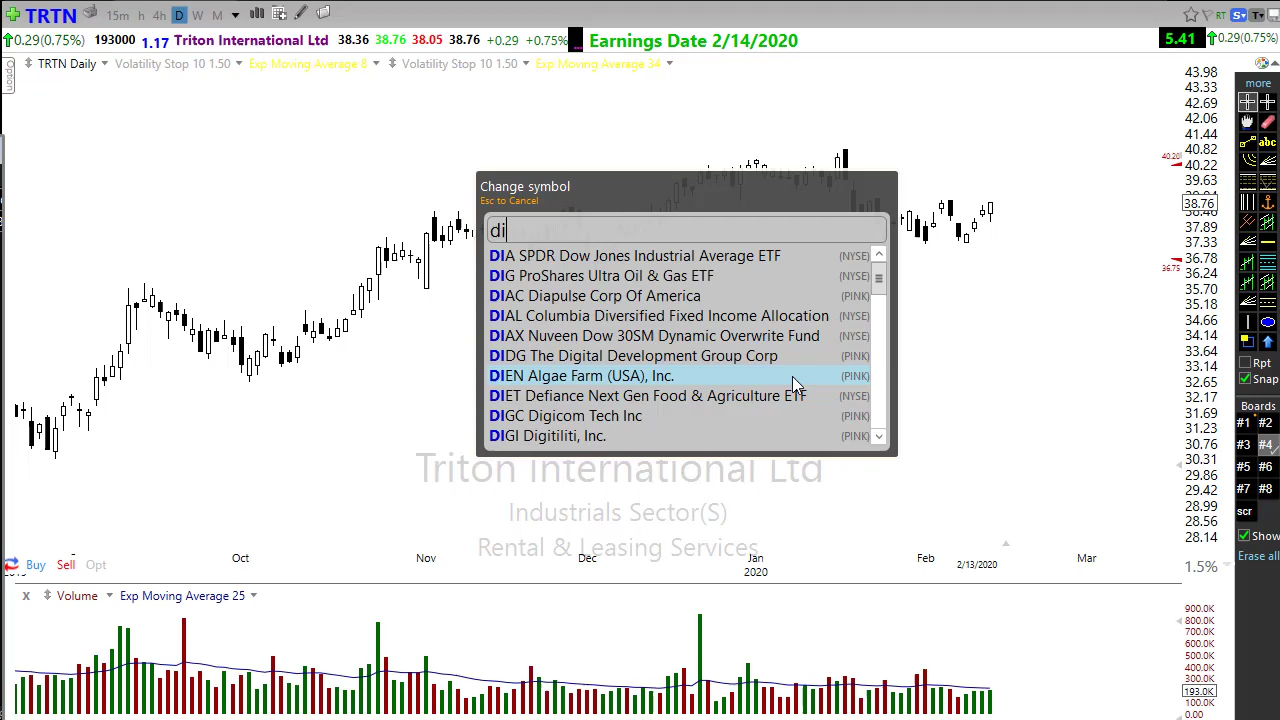 TRTN 15m h 4h D W M RT S T
0.29(0.75%) 193000 1.17 Triton International Ltd 38.36 38.76 38.05 38.76 +0.29 +0.75% Earnings Date 2/14/2020 5.41 0.29(0.75%)
Option
TRTN Daily Volatility Stop 10 1.50 Exp Moving Average 8 Volatility Stop 10 1.50 Exp Moving Average 34
Change symbol
Esc to Cancel
di
DIA SPDR Dow Jones Industrial Average ETF (NYSE)
DIG ProShares Ultra Oil & Gas ETF (NYSE)
DIAC Diapulse Corp Of America (PINK)
DIAL Columbia Diversified Fixed Income Allocation (NYSE)
DIAX Nuveen Dow 30SM Dynamic Overwrite Fund (NYSE)
DIDG The Digital Development Group Corp (PINK)
DIEN Algae Farm (USA), Inc. (PINK)
DIET Defiance Next Gen Food & Agriculture ETF (NYSE)
DIGC Digicom Tech Inc (PINK)
DIGI Digitiliti, Inc. (PINK)
Triton International Ltd
Industrials Sector(S)
Rental & Leasing Services
43.98
43.33
42.69
42.06
41.44
40.82
40.20
40.22
39.63
38.76
38.40
37.89
37.33
36.78
36.75
36.24
35.70
35.18
34.66
34.14
33.64
33.14
32.65
32.17
31.69
31.23
30.76
30.31
29.86
29.42
28.99
28.56
28.14
more
abc
Rpt
Snap
Boards
#1 #2
#3 #4
#5 #6
#7 #8
scr
Show
Erase all
Buy Sell Opt
Oct Nov Dec Jan Feb Mar
2020 2/13/2020
1.5%
x Volume Exp Moving Average 25
900.0K
800.0K
700.0K
600.0K
500.0K
400.0K
300.0K
193.0K
100.0K
0.00